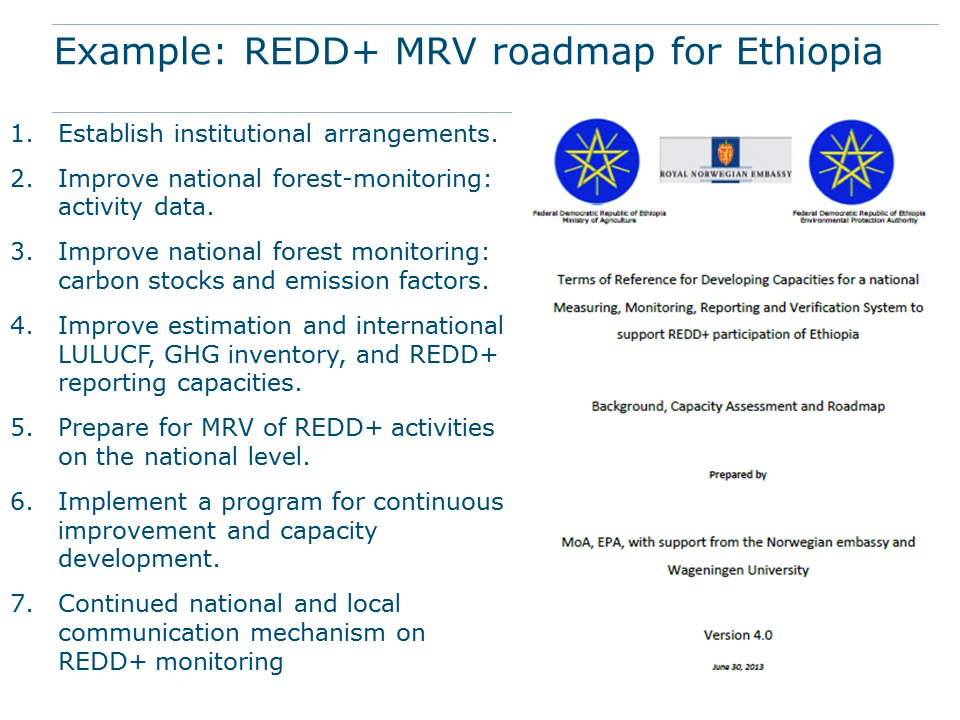 Example: REDD+ MRV roadmap for Ethiopia
1. Establish institutional arrangements.
2. Improve national forest-monitoring:
activity data.
3. Improve national forest monitoring:
carbon stocks and emission factors.
4. Improve estimation and international
LULUCF, GHG inventory, and REDD+
reporting capacities.
5. Prepare for MRV of REDD+ activities
on the national level.
6. Implement a program for continuous
improvement and capacity
development.
7. Continued national and local
communication mechanism on
REDD+ monitoring
ROYAL NORWEGIAN EMBASSY
Federal Democratic Republic of Ethiopia
Ministry of Agriculture
Federal Democratic Republic of Ethiopia
Environmental Protection Authority
Terms of Reference for Developing Capacities for a national
Measuring, Monitoring, Reporting and Verification System to
support REDD+ participation of Ethiopia
Background, Capacity Assessment and Roadmap
Prepared by
MoA, EPA, with support from the Norwegian embassy and
Wageningen University
Version 4.0
June 30, 2013